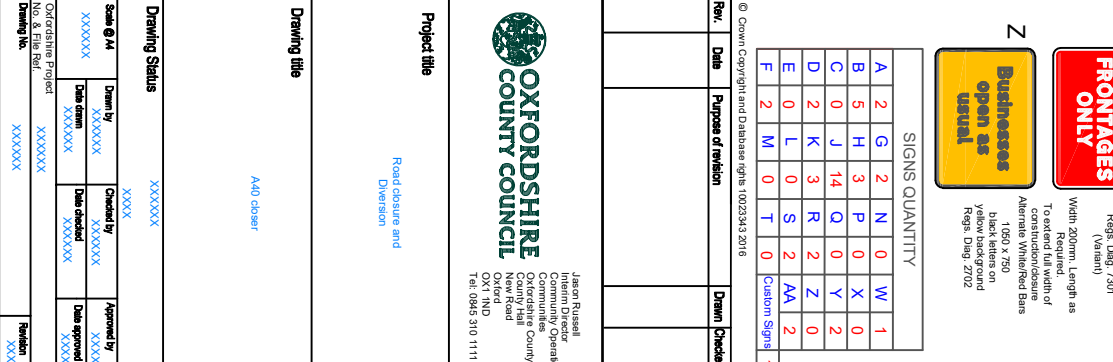 FRONTAGES
ONLY
Regs. Diag. 7301
(Variant)
Width 200mm. Length as
Required.
To extend full width of
construction/closure
Alternate White/Red Bars
Z
Businesses
open as
usual
1050 x 750
black letters on
yellow background
Regs. Diag. 2702
SIGNS QUANTITY
A 2 G 2 N 0 W 1
B 5 H 3 P 0 X 0
C 0 J 14 Q 0 Y 2
D 2 K 3 R 2 Z 0
E 0 L 0 S 2 AA 2
F 2 M 0 T 0 Custom Signs
© Crown Copyright and Database rights 10023343 2016
Rev. Date Purpose of revision Drawn
OXFORDSHIRE
COUNTY COUNCIL
Jason Russell
Interim Director
Communities
Oxfordshire County
County Hall
New Road
Oxford
OX1 1ND
Tel: 0845 310 1111
Project title
Road closure and
Diversion
Drawing title
A40 closer
Drawing Status
XXXXXX
XXXX
Scale @ A4
XXXXXX
Drawn by
XXXXXX
Checked by
XXXXXX
Approved by
XXXX
Date drawn
XXXXXX
Date checked
XXXXXX
Date approved
XXXX
Oxfordshire Project
No. & File Ref.
XXXXXX
Drawing No.
XXXXXX
Revision